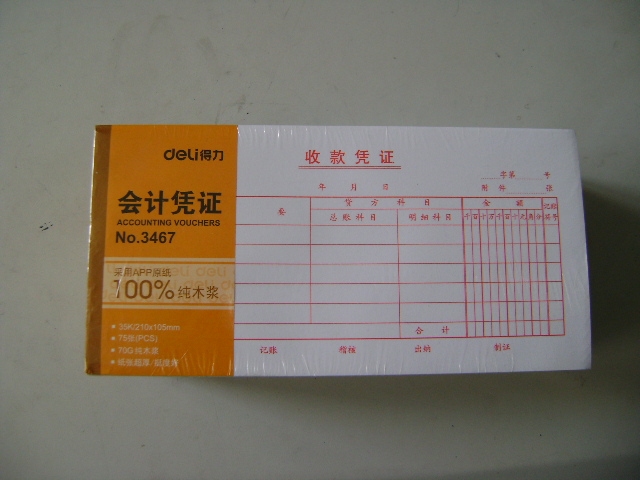 deli得力
会计凭证
ACCOUNTING VOUCHERS
No.3467
采用APP原纸
100%纯木浆
35K/210x105mm
75张(PCS)
70G纯木浆
收款凭证
字第 号
年 月 日
附件 张
要 贷方科目 金额 记账
总账科目 明细科目 千百十万千百十元角分 符号
合计
记账 稽核 出纳 制证